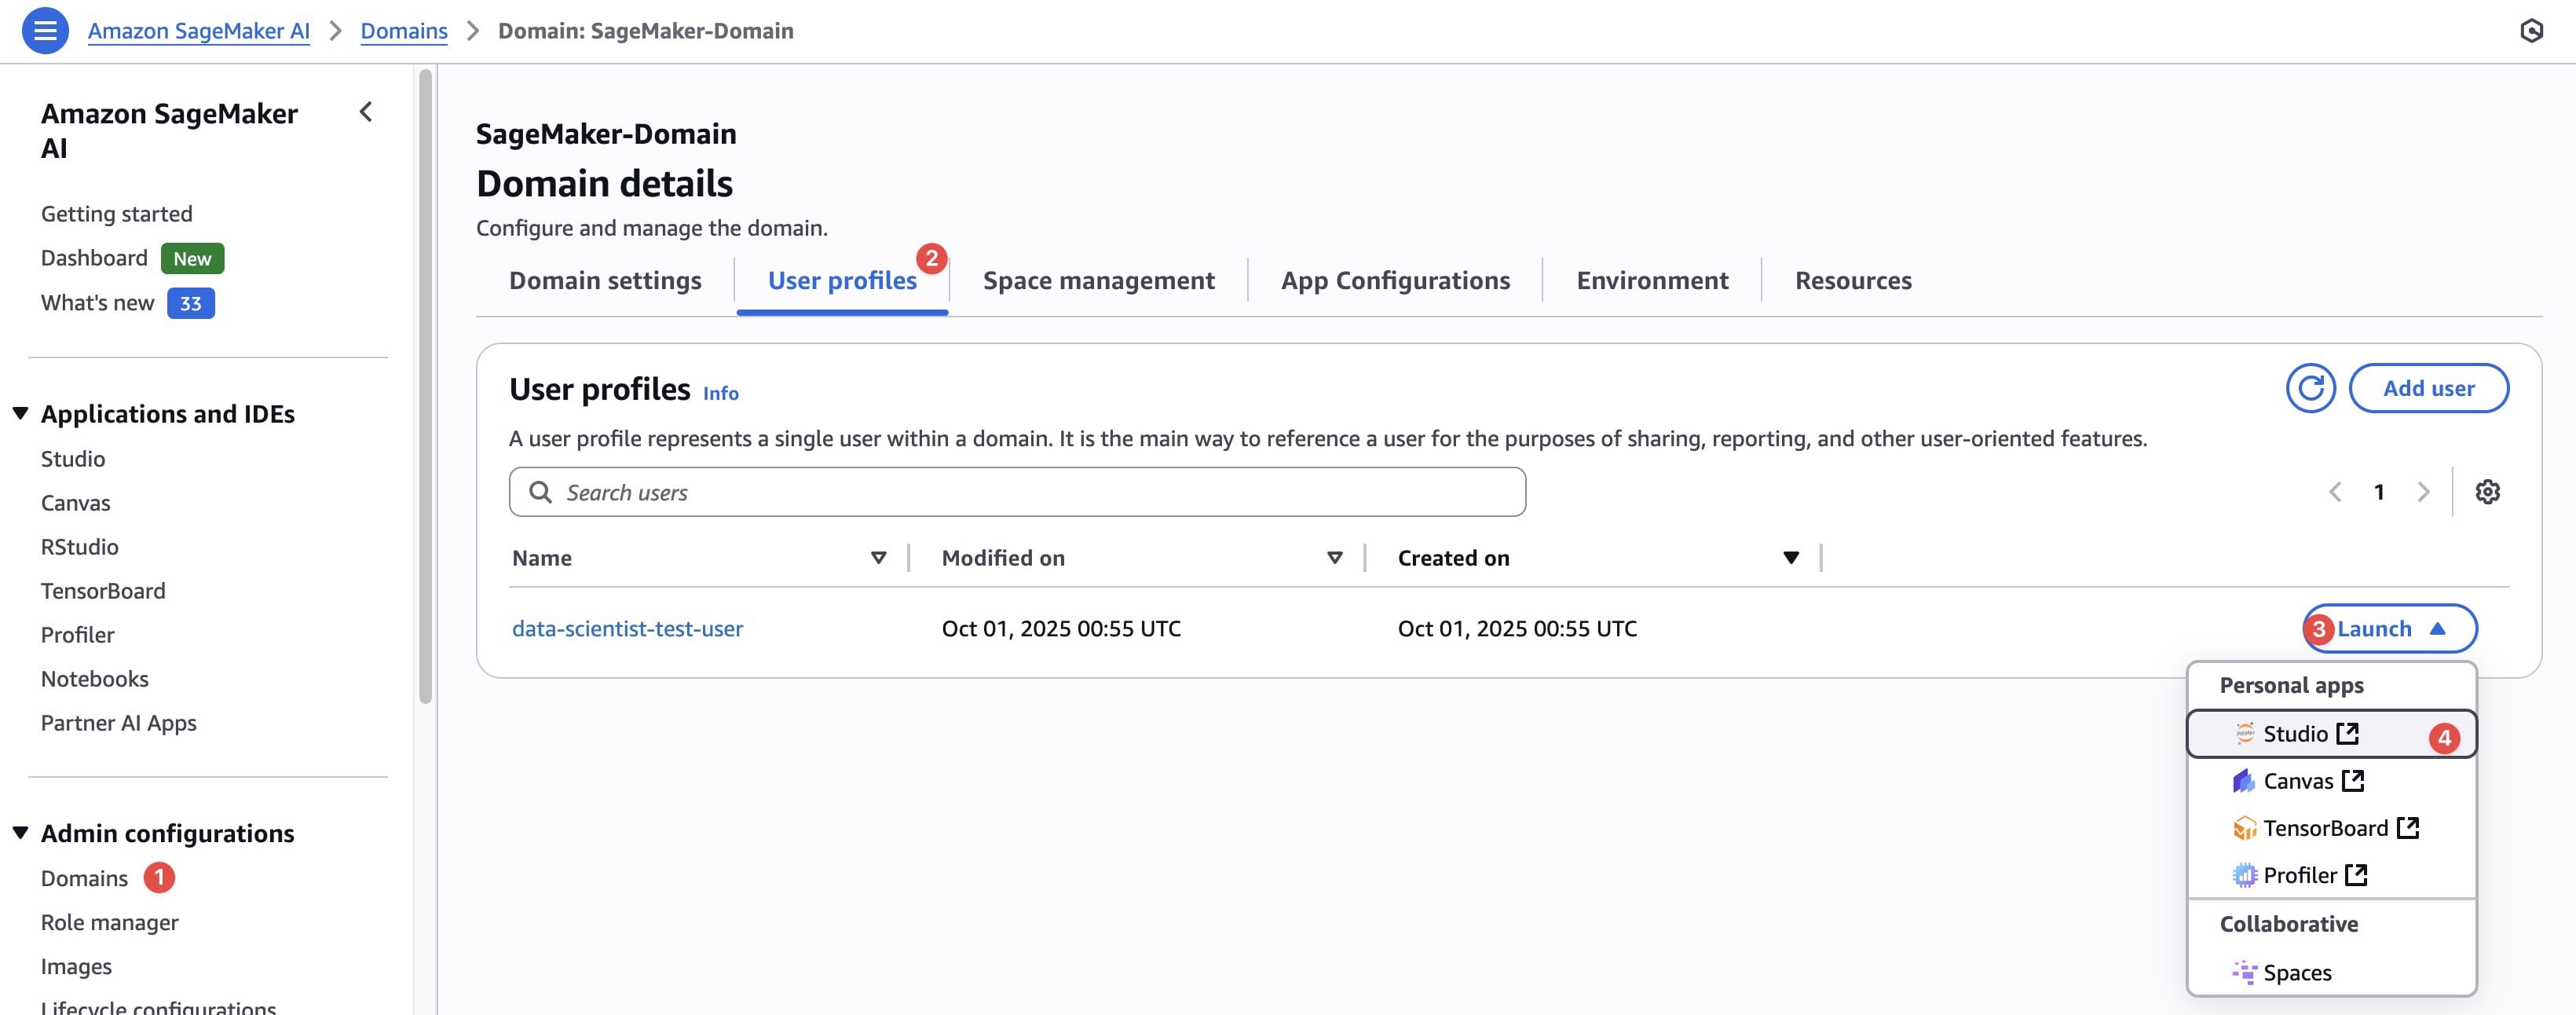 Amazon SageMaker AI > Domains > Domain: SageMaker-Domain
Amazon SageMaker
AI
Getting started
Dashboard New
What's new 33
Applications and IDEs
Studio
Canvas
RStudio
TensorBoard
Profiler
Notebooks
Partner AI Apps
Admin configurations
Domains 1
Role manager
Images
Lifecycle configurations
SageMaker-Domain
Domain details
Configure and manage the domain.
Domain settings User profiles 2 Space management App Configurations Environment Resources
User profiles Info
Add user
A user profile represents a single user within a domain. It is the main way to reference a user for the purposes of sharing, reporting, and other user-oriented features.
Search users
1
Name Modified on Created on
data-scientist-test-user Oct 01, 2025 00:55 UTC Oct 01, 2025 00:55 UTC 3 Launch
Personal apps
Studio 4
Canvas
TensorBoard
Profiler
Collaborative
Spaces